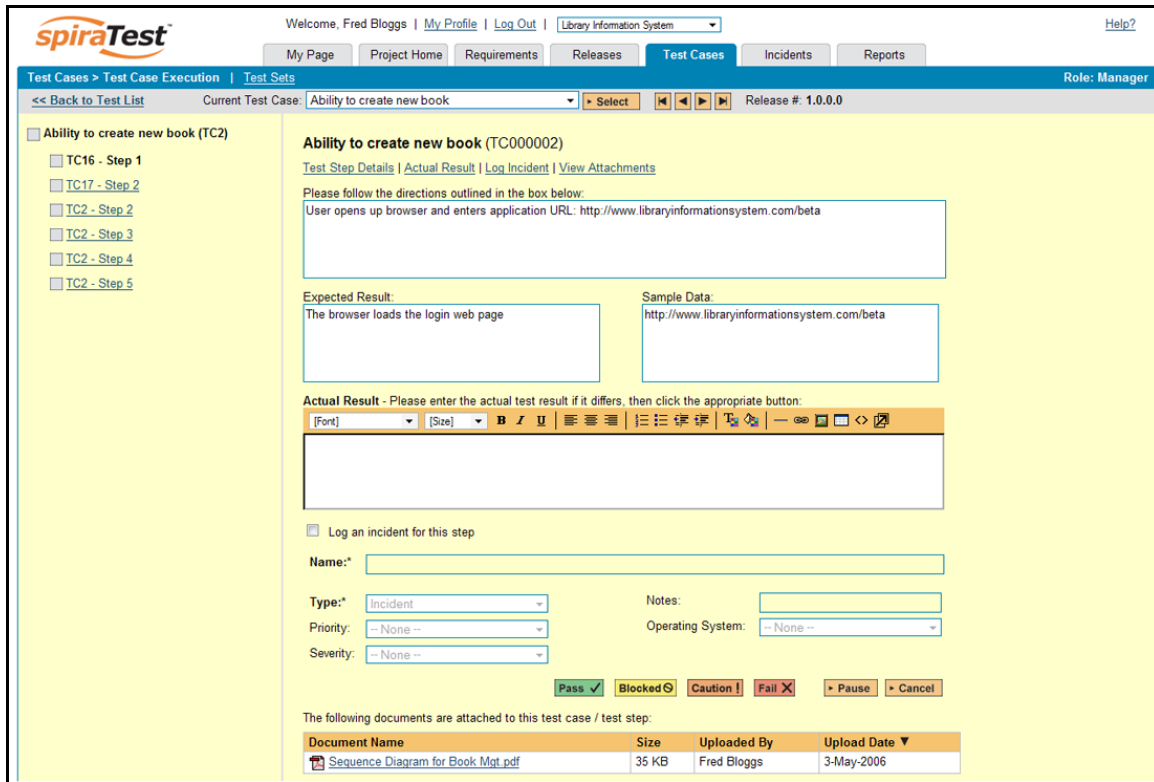 spiraTest™
Welcome, Fred Bloggs | My Profile | Log Out | Library Information System
Help?
My Page Project Home Requirements Releases Test Cases Incidents Reports
Test Cases > Test Case Execution | Test Sets Role: Manager
<< Back to Test List Current Test Case: Ability to create new book Select Release #: 1.0.0.0
Ability to create new book (TC2)
TC16 - Step 1
TC17 - Step 2
TC2 - Step 2
TC2 - Step 3
TC2 - Step 4
TC2 - Step 5
Ability to create new book (TC000002)
Test Step Details | Actual Result | Log Incident | View Attachments
Please follow the directions outlined in the box below:
User opens up browser and enters application URL: http://www.libraryinformationsystem.com/beta
Expected Result: Sample Data:
The browser loads the login web page http://www.libraryinformationsystem.com/beta
Actual Result - Please enter the actual test result if it differs, then click the appropriate button:
[Font] [Size] B I U
Log an incident for this step
Name:*
Type:* Incident Notes:
Priority: -- None -- Operating System: -- None --
Severity: -- None --
Pass Blocked Caution ! Fail Pause Cancel
The following documents are attached to this test case / test step:
Document Name Size Uploaded By Upload Date ▼
Sequence Diagram for Book Mgt.pdf 35 KB Fred Bloggs 3-May-2006